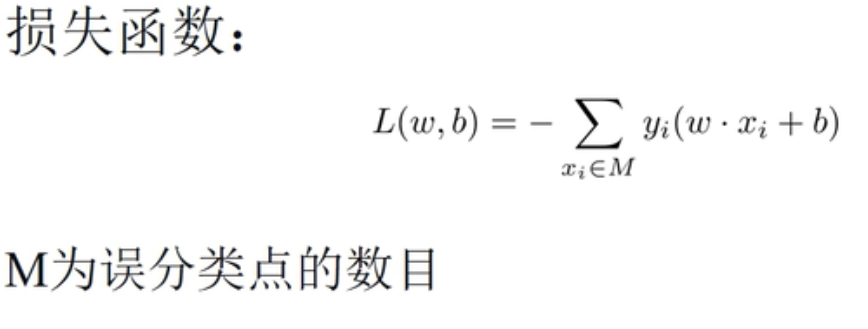 损失函数：
L(w, b) = − ∑_{x_i∈M} y_i(w · x_i + b)
M为误分类点的数目